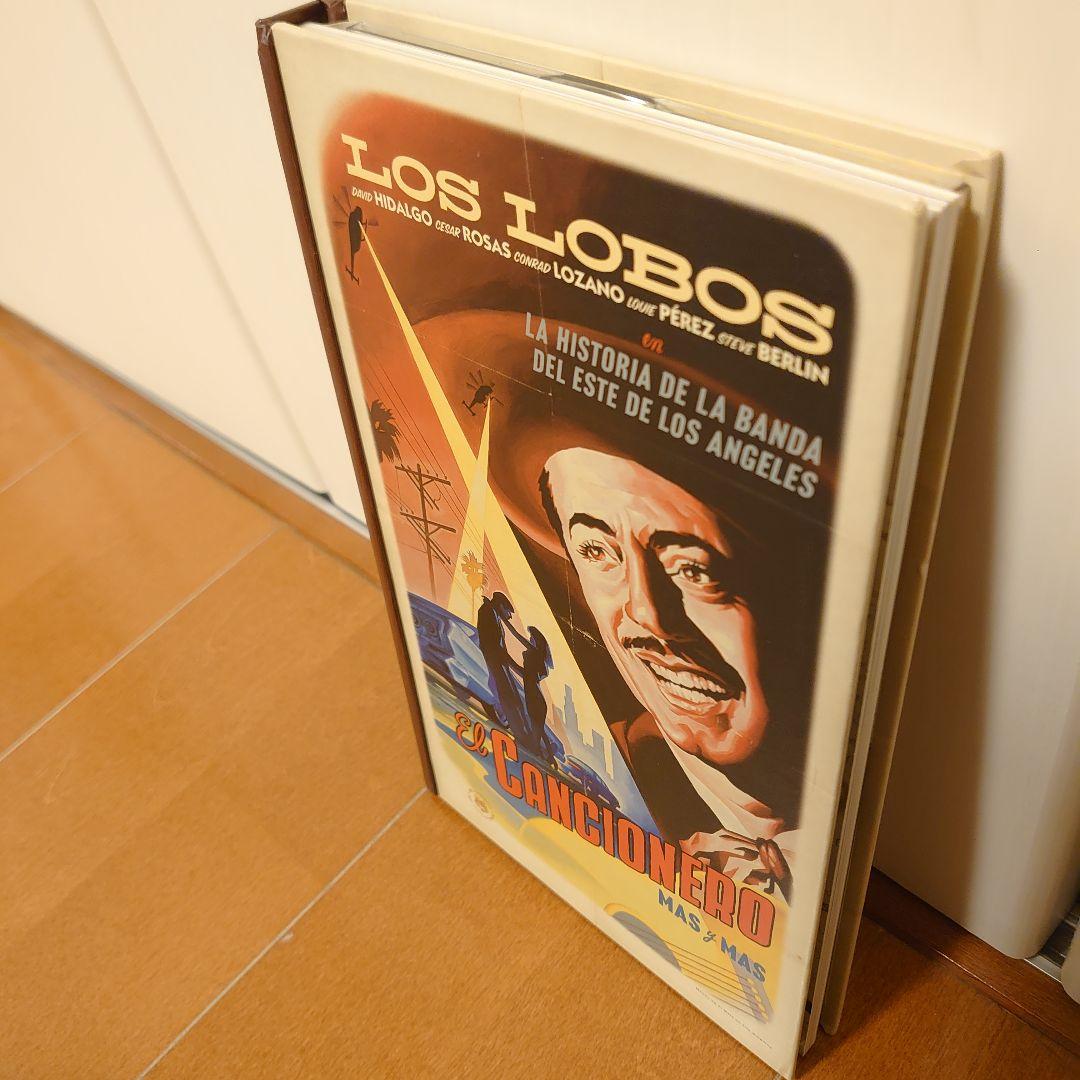 LOS LOBOS
DAVID HIDALGO CESAR ROSAS CONRAD LOZANO LOUIE PÉREZ STEVE BERLIN
en
LA HISTORIA DE LA BANDA
DEL ESTE DE LOS ANGELES
El CANCIONERO
MAS y MAS